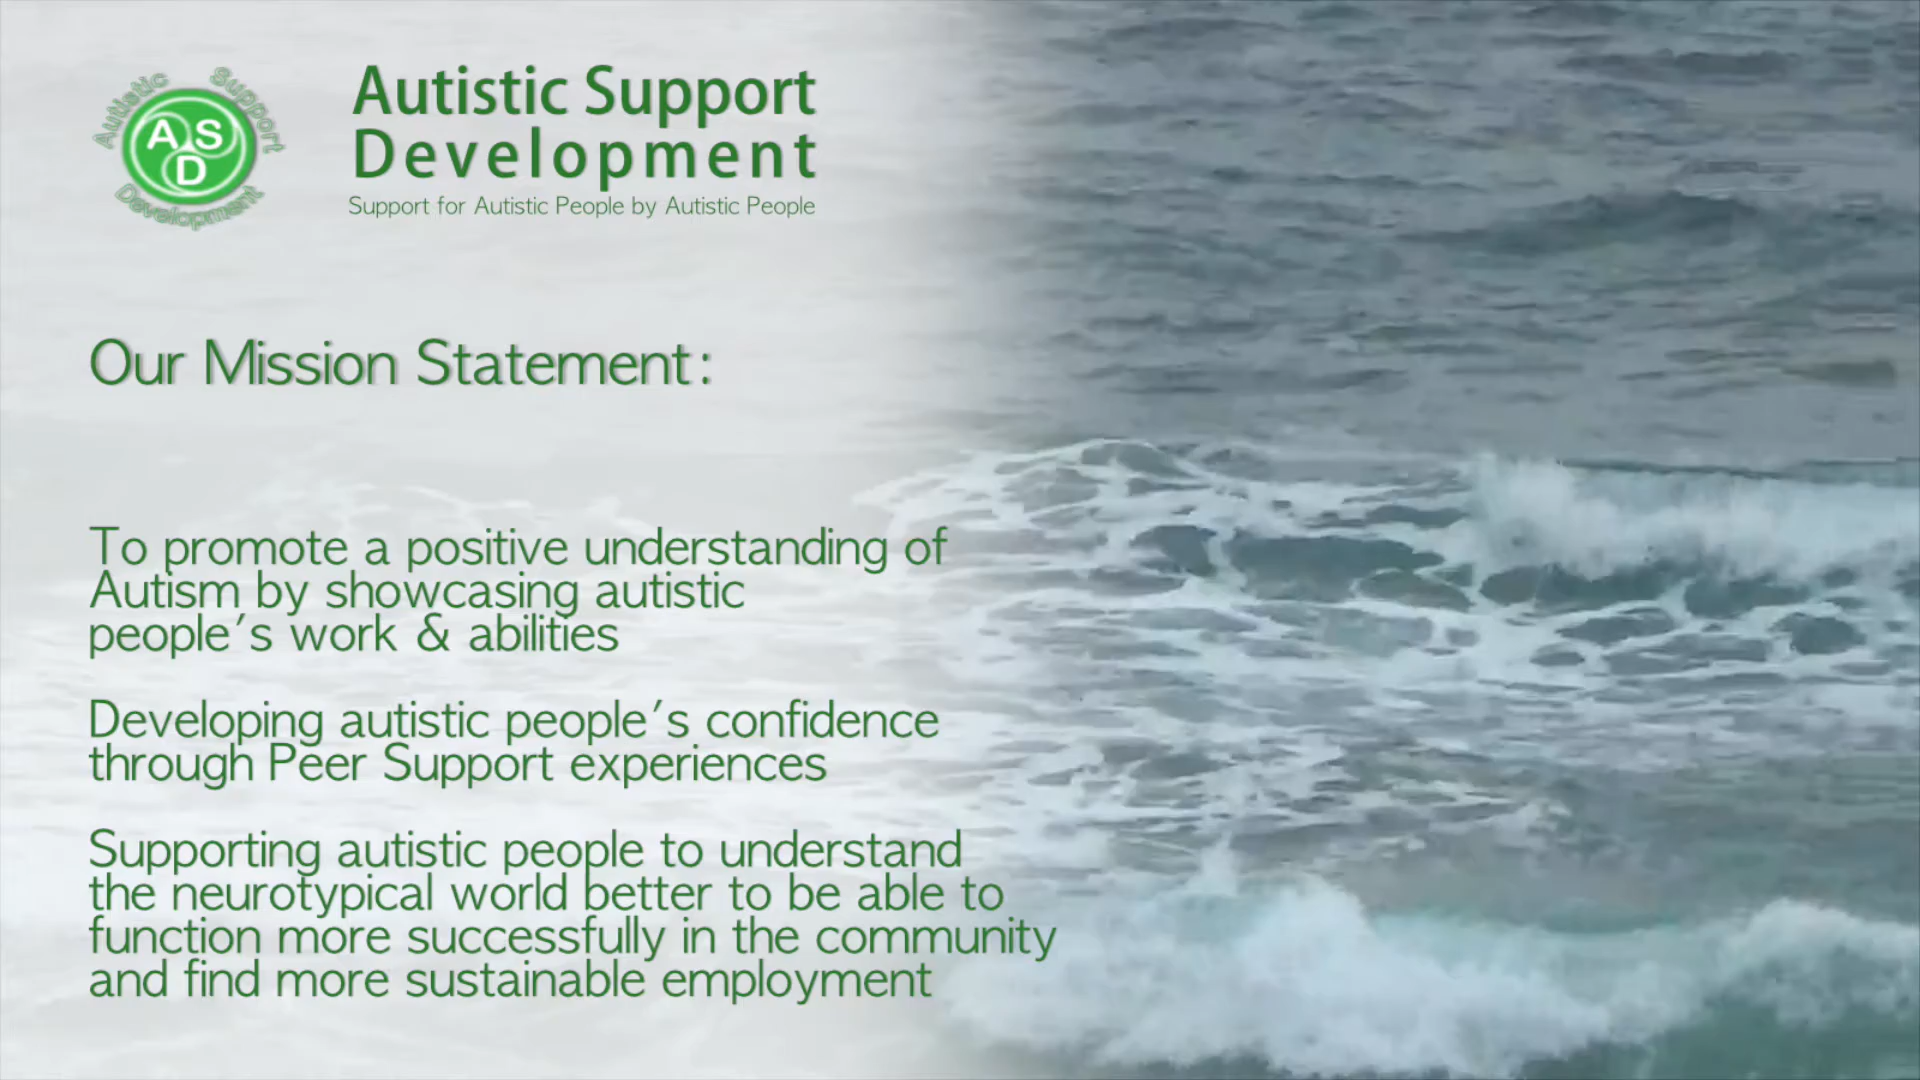 Autistic Support
Development
A S
D
Autistic Support
Development
Support for Autistic People by Autistic People
Our Mission Statement:
To promote a positive understanding of
Autism by showcasing autistic
people's work & abilities
Developing autistic people's confidence
through Peer Support experiences
Supporting autistic people to understand
the neurotypical world better to be able to
function more successfully in the community
and find more sustainable employment